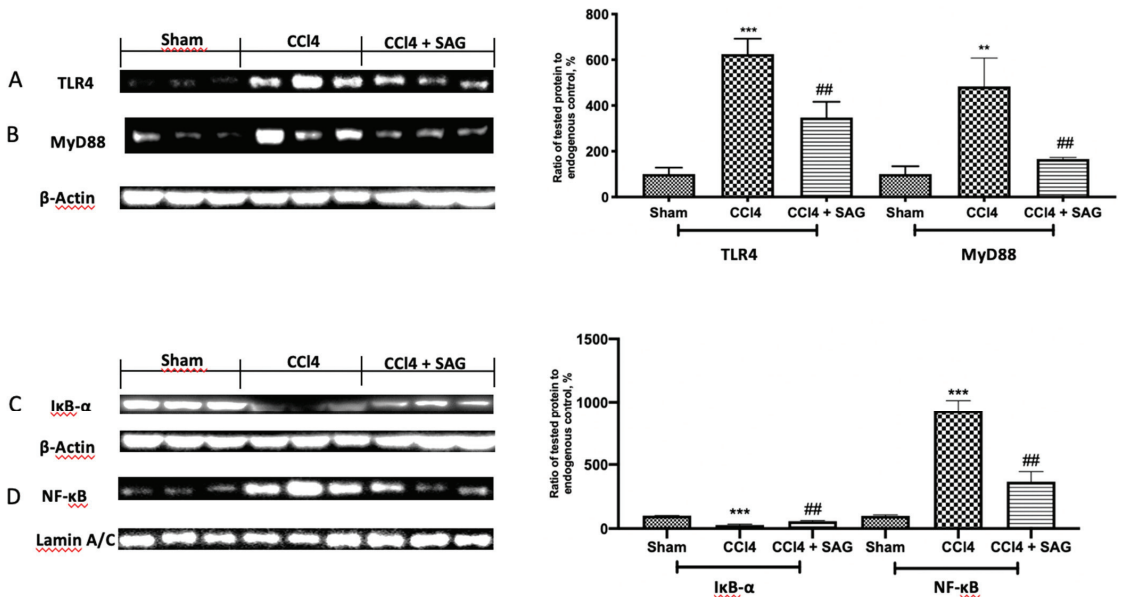 Sham CCl4 CCl4 + SAG
A TLR4
B MyD88
β-Actin
Ratio of tested protein to
endogenous control, %
800
600
400
200
0
*** ## ** ##
Sham CCl4 CCl4 + SAG Sham CCl4 CCl4 + SAG
TLR4 MyD88
Sham CCl4 CCl4 + SAG
C IκB-α
β-Actin
D NF-κB
Lamin A/C
Ratio of tested protein to
endogenous control, %
1500
1000
500
0
*** ## *** ##
Sham CCl4 CCl4 + SAG Sham CCl4 CCl4 + SAG
IκB-α NF-κB